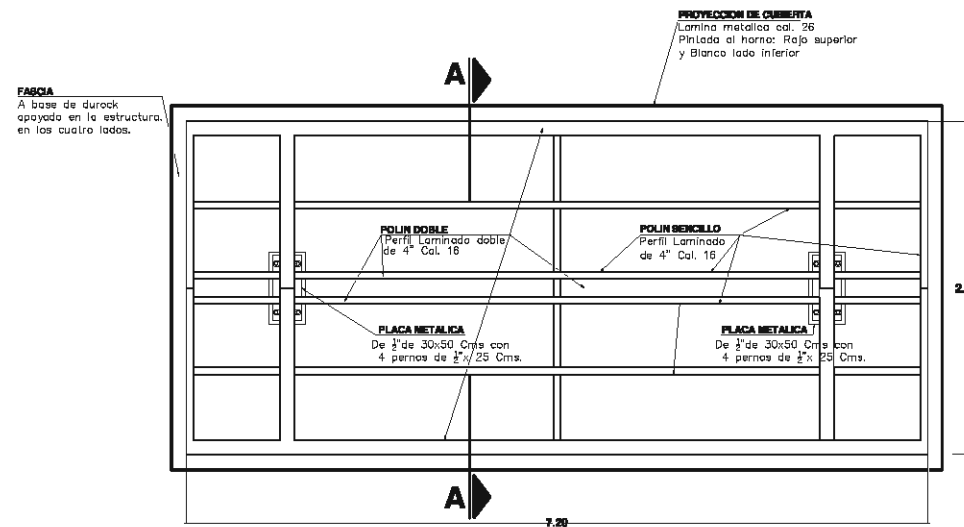 PROYECCION DE CUBIERTA
Lamina metalica cal. 26
Pintada al horno: Rojo superior
y Blanco lado inferior
A
FASCIA
A base de durock
apoyado en la estructura,
en los cuatro lados.
POLIN DOBLE
Perfil Laminado doble
de 4" Cal. 16
POLIN SENCILLO
Perfil Laminado
de 4" Cal. 16
2.
PLACA METALICA
De ½"de 30x50 Cms con
4 pernos de ½"x 25 Cms.
PLACA METALICA
De ½"de 30x50 Cms con
4 pernos de ½"x 25 Cms.
A
7.20